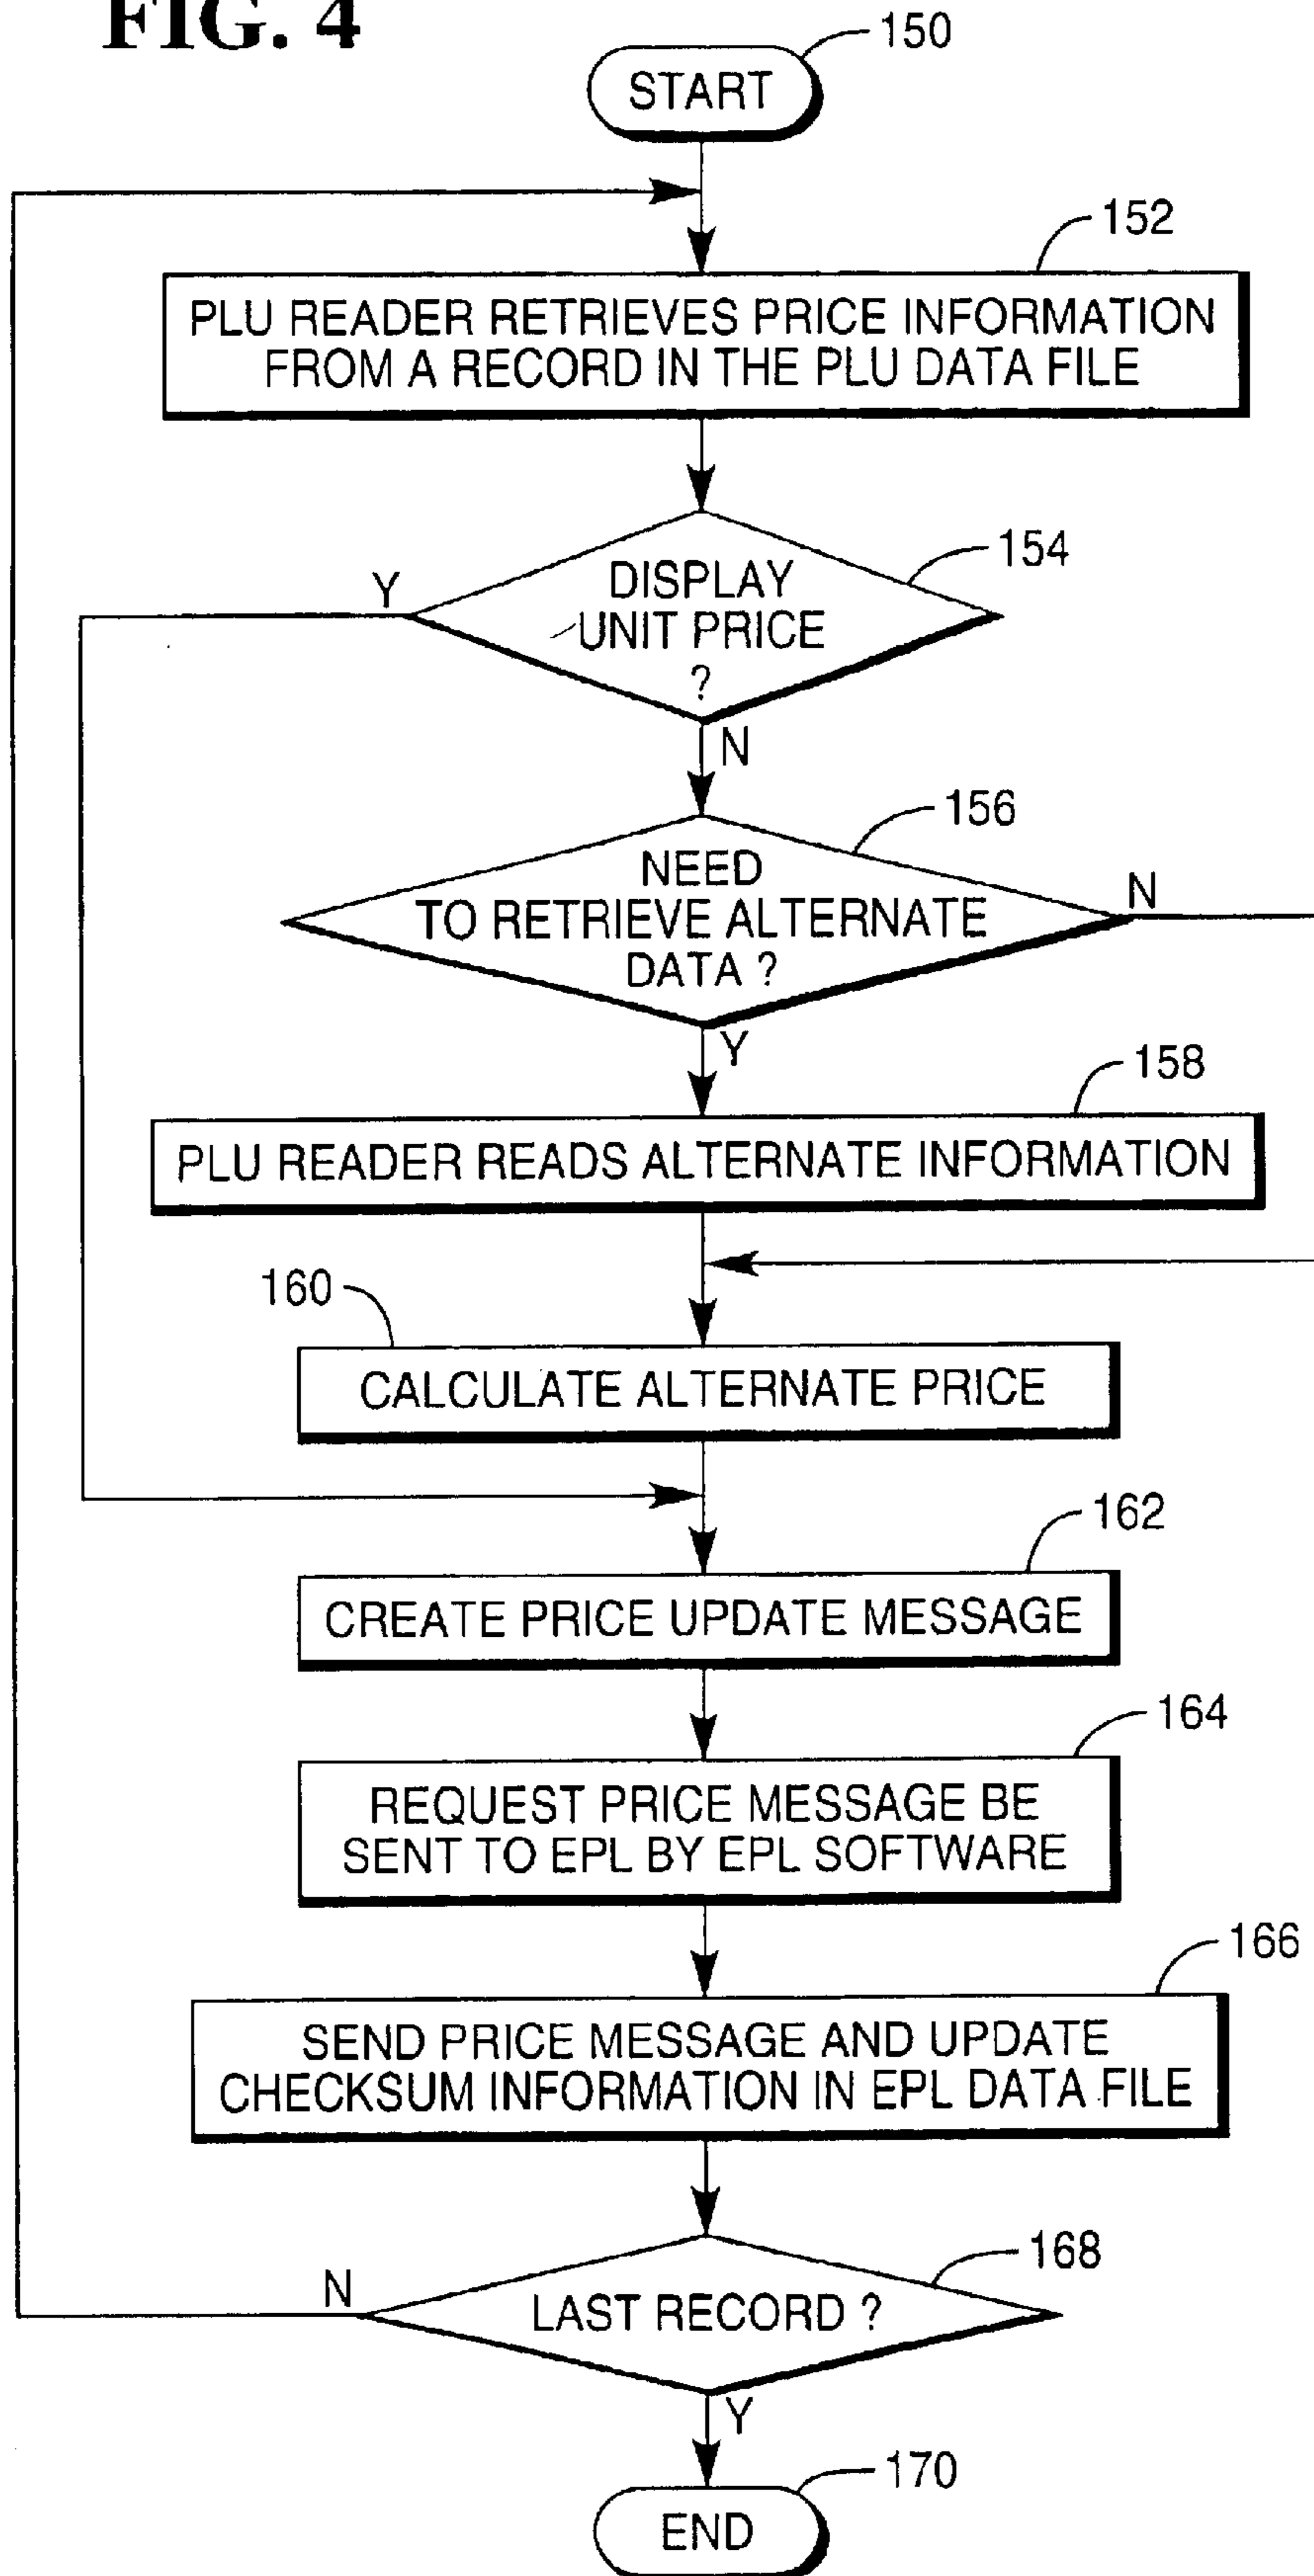 FIG. 4
150
START
152
PLU READER RETRIEVES PRICE INFORMATION
FROM A RECORD IN THE PLU DATA FILE
154
Y
DISPLAY
UNIT PRICE
?
N
156
NEED
TO RETRIEVE ALTERNATE
DATA ?
N
Y
158
PLU READER READS ALTERNATE INFORMATION
160
CALCULATE ALTERNATE PRICE
162
CREATE PRICE UPDATE MESSAGE
164
REQUEST PRICE MESSAGE BE
SENT TO EPL BY EPL SOFTWARE
166
SEND PRICE MESSAGE AND UPDATE
CHECKSUM INFORMATION IN EPL DATA FILE
168
N
LAST RECORD ?
Y
170
END